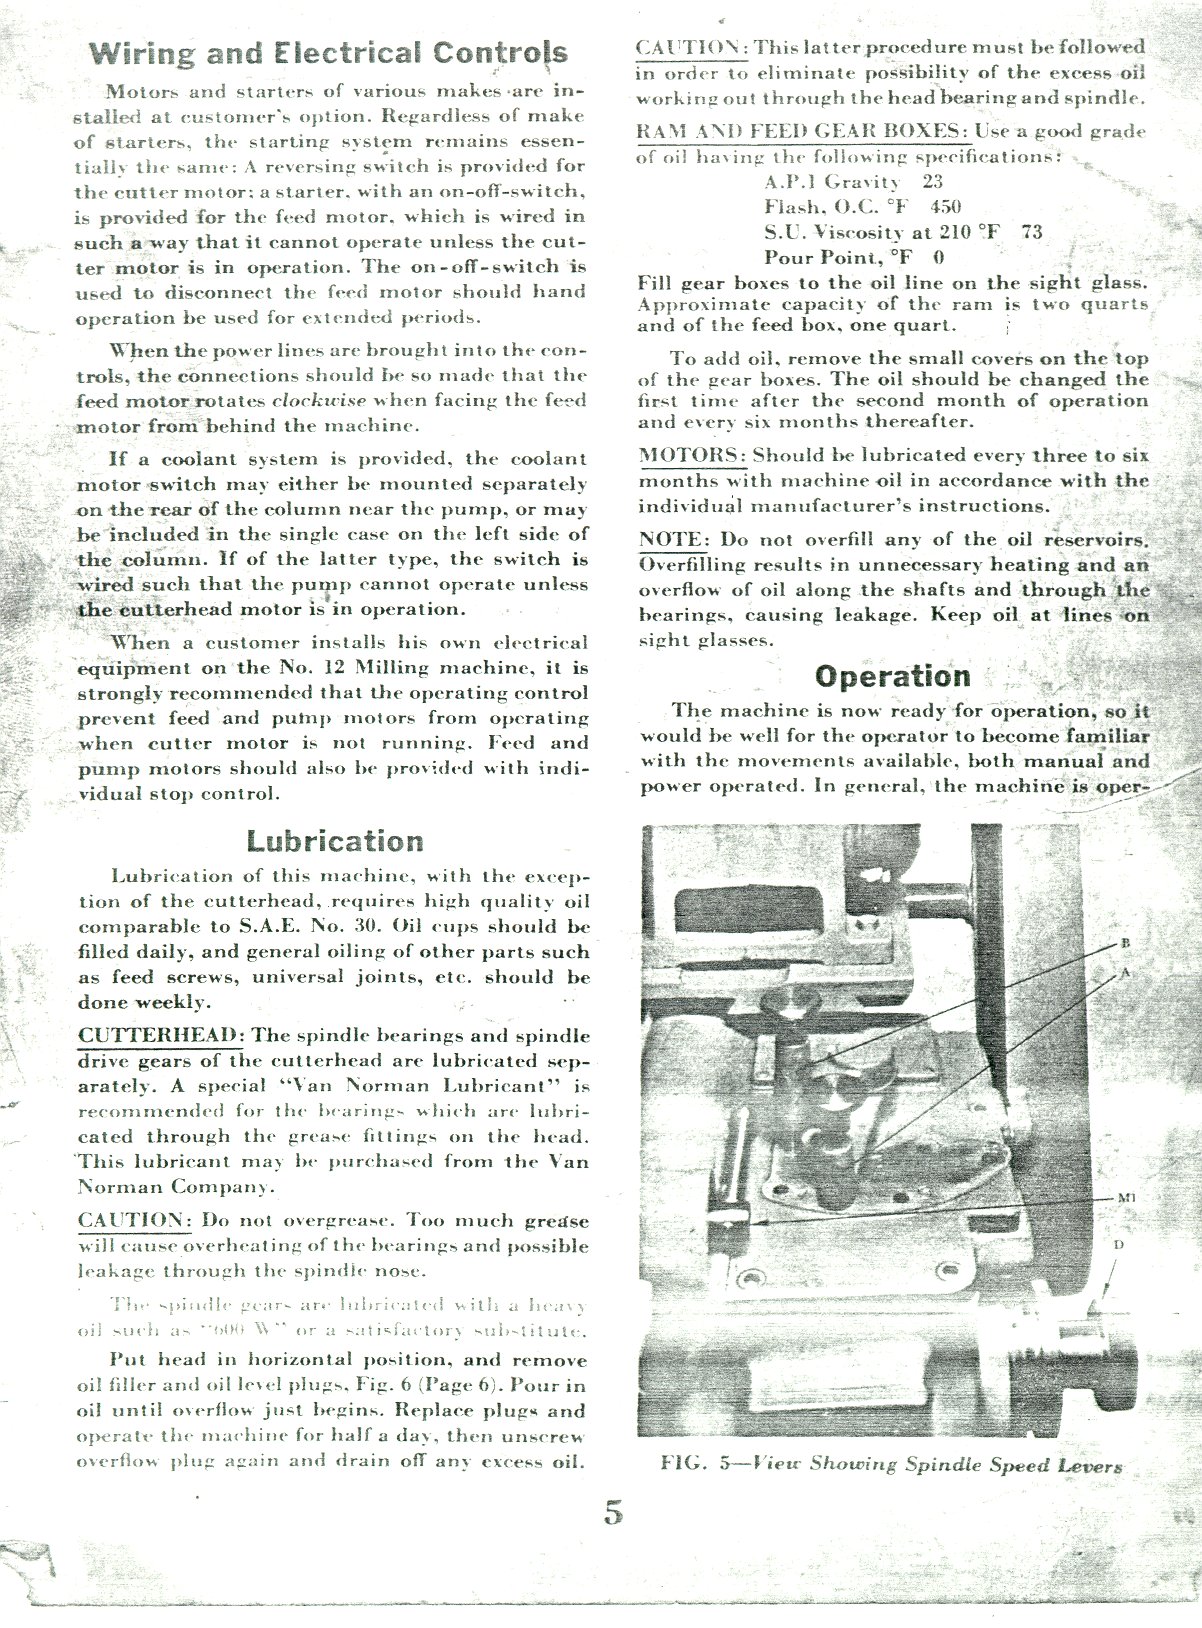 Wiring and Electrical Controls
Motors and starters of various makes are in-
stalled at customer's option. Regardless of make
of starters, the starting system remains essen-
tially the same: A reversing switch is provided for
the cutter motor; a starter, with an on-off-switch,
is provided for the feed motor, which is wired in
such a way that it cannot operate unless the cut-
ter motor is in operation. The on-off-switch is
used to disconnect the feed motor should hand
operation be used for extended periods.
When the power lines are brought into the con-
trols, the connections should be so made that the
feed motor rotates clockwise when facing the feed
motor from behind the machine.
If a coolant system is provided, the coolant
motor switch may either be mounted separately
on the rear of the column near the pump, or may
be included in the single case on the left side of
the column. If of the latter type, the switch is
wired such that the pump cannot operate unless
the cutterhead motor is in operation.
When a customer installs his own electrical
equipment on the No. 12 Milling machine, it is
strongly recommended that the operating control
prevent feed and pump motors from operating
when cutter motor is not running. Feed and
pump motors should also be provided with indi-
vidual stop control.
Lubrication
Lubrication of this machine, with the excep-
tion of the cutterhead, requires high quality oil
comparable to S.A.E. No. 30. Oil cups should be
filled daily, and general oiling of other parts such
as feed screws, universal joints, etc. should be
done weekly.
CUTTERHEAD: The spindle bearings and spindle
drive gears of the cutterhead are lubricated sep-
arately. A special "Van Norman Lubricant" is
recommended for the bearings which are lubri-
cated through the grease fittings on the head.
This lubricant may be purchased from the Van
Norman Company.
CAUTION: Do not overgrease. Too much grease
will cause overheating of the bearings and possible
leakage through the spindle nose.
The spindle gears are lubricated with a heavy
oil such as "600 W" or a satisfactory substitute.
Put head in horizontal position, and remove
oil filler and oil level plugs, Fig. 6 (Page 6). Pour in
oil until overflow just begins. Replace plugs and
operate the machine for half a day, then unscrew
overflow plug again and drain off any excess oil.
CAUTION: This latter procedure must be followed
in order to eliminate possibility of the excess oil
working out through the head bearing and spindle.
RAM AND FEED GEAR BOXES: Use a good grade
of oil having the following specifications:
A.P.I Gravity 23
Flash, O.C. °F 450
S.U. Viscosity at 210 °F 73
Pour Point, °F 0
Fill gear boxes to the oil line on the sight glass.
Approximate capacity of the ram is two quarts
and of the feed box, one quart.
To add oil, remove the small covers on the top
of the gear boxes. The oil should be changed the
first time after the second month of operation
and every six months thereafter.
MOTORS: Should be lubricated every three to six
months with machine oil in accordance with the
individual manufacturer's instructions.
NOTE: Do not overfill any of the oil reservoirs.
Overfilling results in unnecessary heating and an
overflow of oil along the shafts and through the
bearings, causing leakage. Keep oil at lines on
sight glasses.
Operation
The machine is now ready for operation, so it
would be well for the operator to become familiar
with the movements available, both manual and
power operated. In general, the machine is oper-
B
A
M1
D
FIG. 5—View Showing Spindle Speed Levers
5